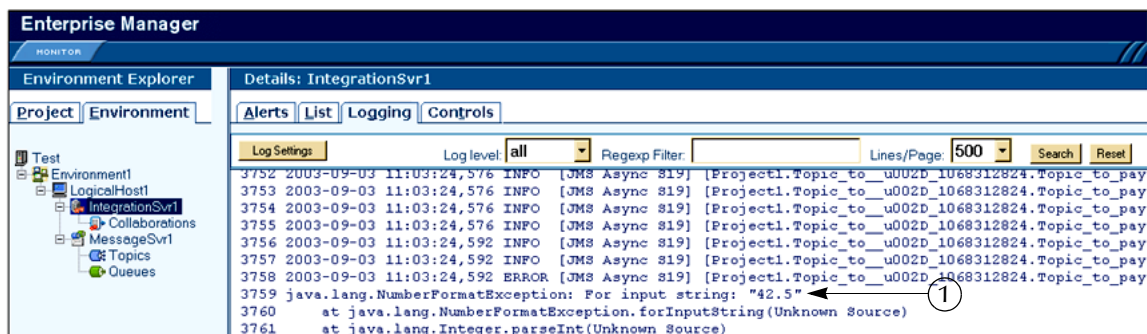 Enterprise Manager
MONITOR
Environment Explorer
Project Environment
Test
Environment1
LogicalHost1
IntegrationSvr1
Collaborations
MessageSvr1
Topics
Queues
Details: IntegrationSvr1
Alerts List Logging Controls
Log Settings Log level: all Regexp Filter: Lines/Page: 500 Search Reset
3752 2003-09-03 11:03:24,576 INFO [JMS Async S19] [Project1.Topic_to__u002D_1068312824.Topic_to_pay
3753 2003-09-03 11:03:24,576 INFO [JMS Async S19] [Project1.Topic_to__u002D_1068312824.Topic_to_pay
3754 2003-09-03 11:03:24,576 INFO [JMS Async S19] [Project1.Topic_to__u002D_1068312824.Topic_to_pay
3755 2003-09-03 11:03:24,576 INFO [JMS Async S19] [Project1.Topic_to__u002D_1068312824.Topic_to_pay
3756 2003-09-03 11:03:24,592 INFO [JMS Async S19] [Project1.Topic_to__u002D_1068312824.Topic_to_pay
3757 2003-09-03 11:03:24,592 INFO [JMS Async S19] [Project1.Topic_to__u002D_1068312824.Topic_to_pay
3758 2003-09-03 11:03:24,592 ERROR [JMS Async S19] [Project1.Topic_to__u002D_1068312824.Topic_to_pay
3759 java.lang.NumberFormatException: For input string: "42.5" 1
3760 at java.lang.NumberFormatException.forInputString(Unknown Source)
3761 at java.lang.Integer.parseInt(Unknown Source)